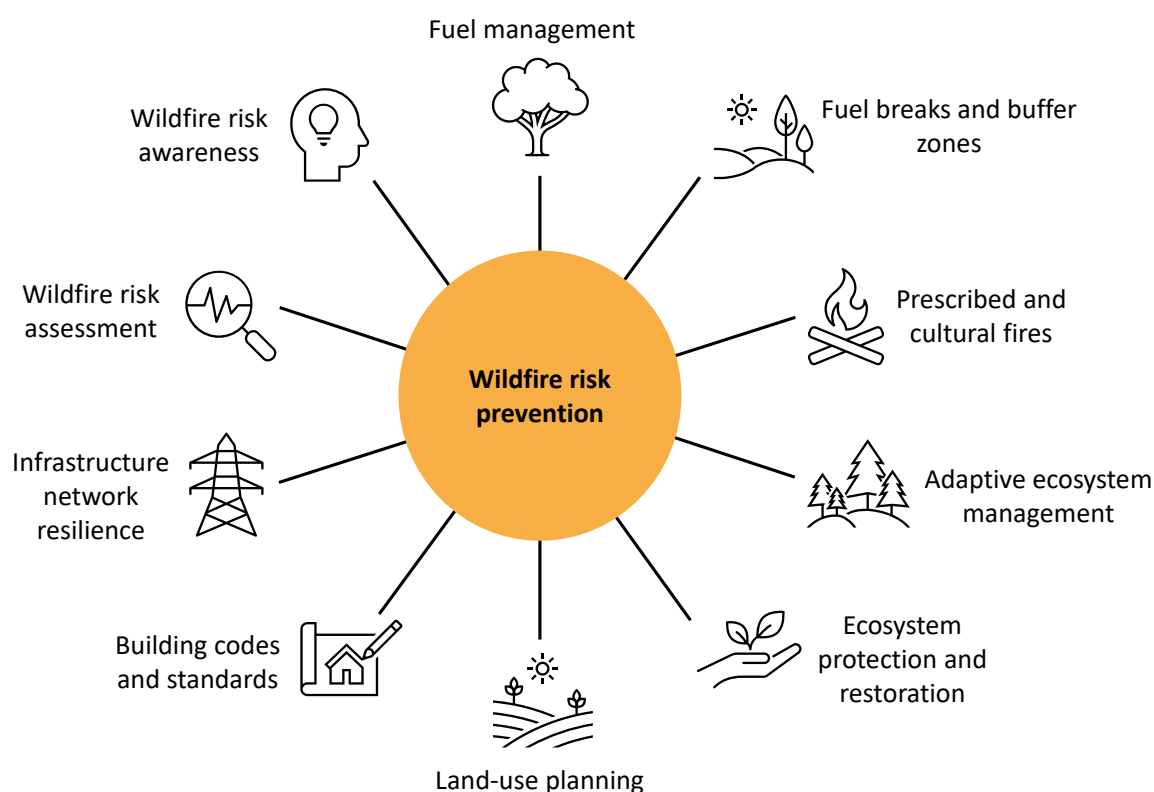 Fuel management
Wildfire risk
awareness
Fuel breaks and buffer
zones
Wildfire risk
assessment
Prescribed and
cultural fires
Wildfire risk
prevention
Infrastructure
network
resilience
Adaptive ecosystem
management
Building codes
and standards
Ecosystem
protection and
restoration
Land-use planning